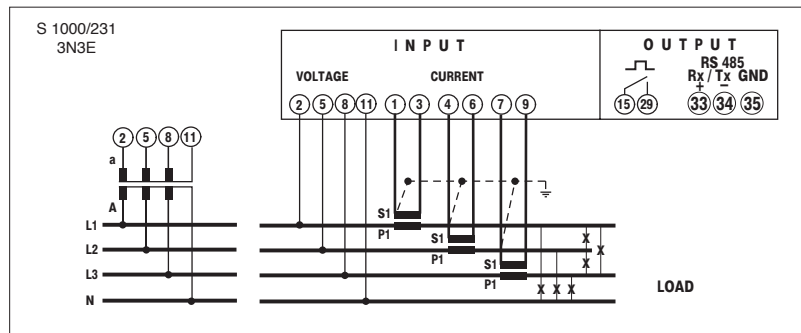 S 1000/231
3N3E
INPUT
OUTPUT
VOLTAGE
CURRENT
RS 485
Rx / Tx GND
+ −
2 5 8 11 1 3 4 6 7 9
15 29 33 34 35
2 5 8 11
a
A
S1
P1
S1
P1
S1
P1
L1
L2
L3
N
X
X
X
X X X
LOAD